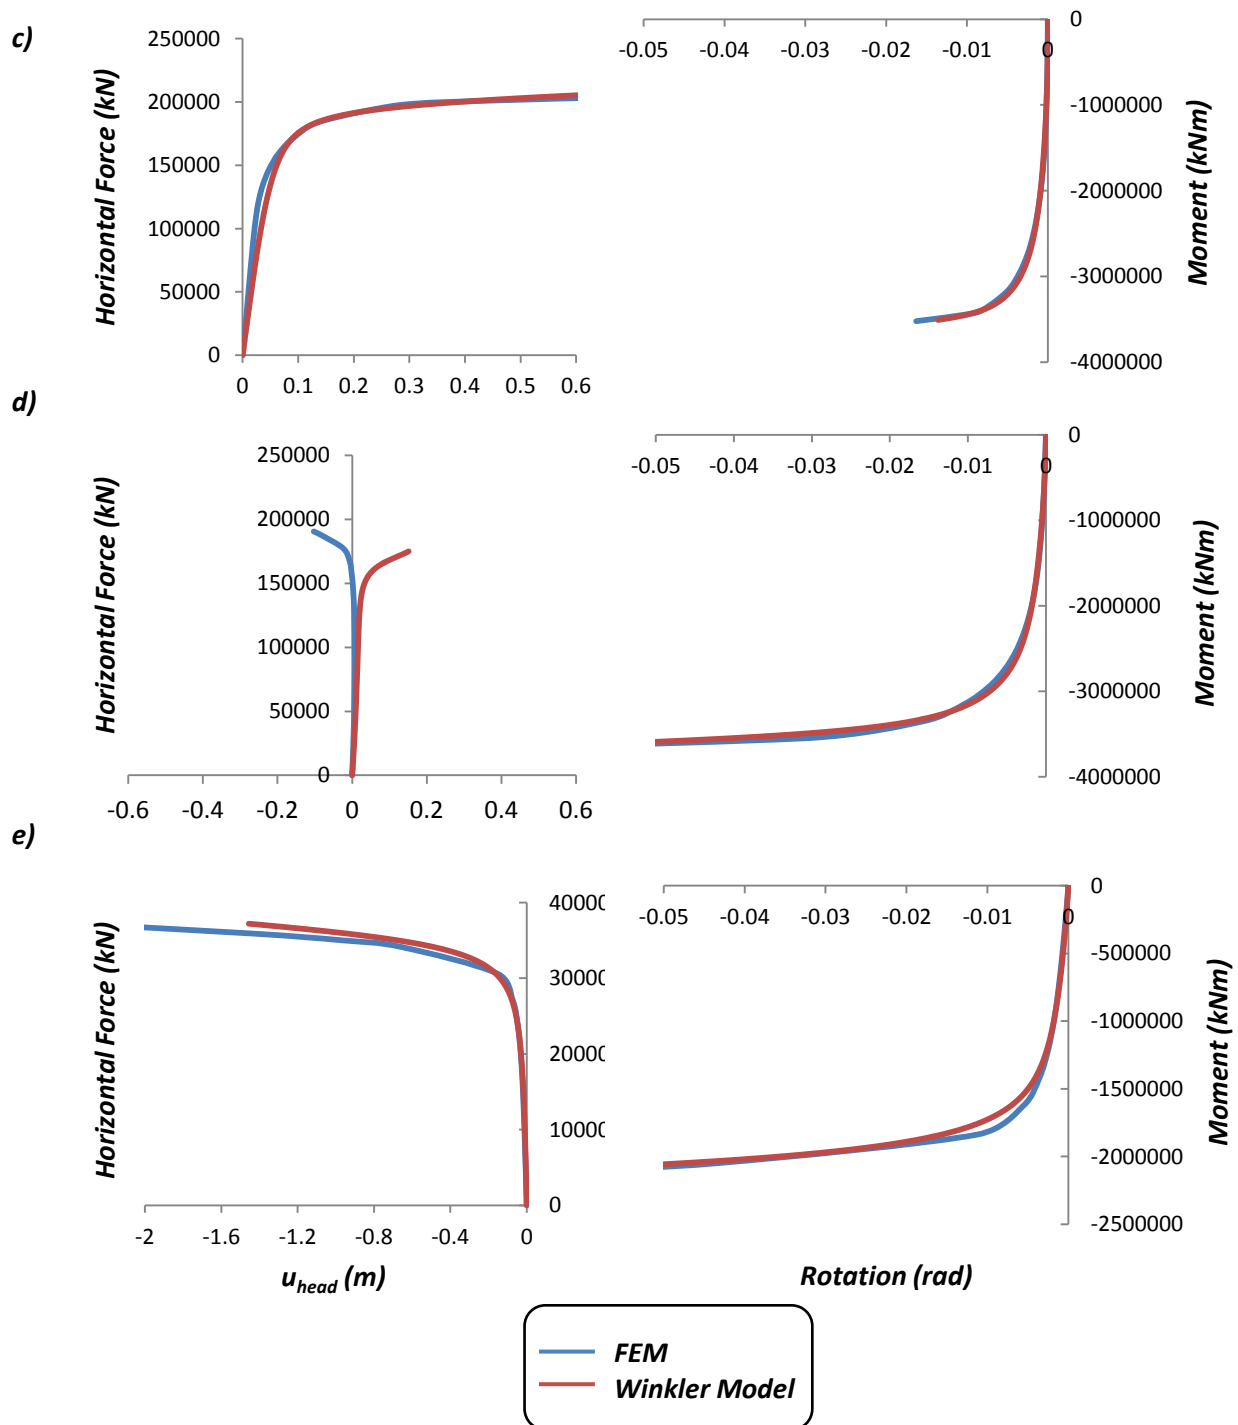 c)
Horizontal Force (kN)
250000
200000
150000
100000
50000
0
0 0.1 0.2 0.3 0.4 0.5 0.6
-0.05 -0.04 -0.03 -0.02 -0.01 0
0
-1000000
-2000000
-3000000
-4000000
Moment (kNm)
d)
Horizontal Force (kN)
250000
200000
150000
100000
50000
0
-0.6 -0.4 -0.2 0 0.2 0.4 0.6
-0.05 -0.04 -0.03 -0.02 -0.01 0
0
-1000000
-2000000
-3000000
-4000000
Moment (kNm)
e)
Horizontal Force (kN)
40000
30000
20000
10000
0
-2 -1.6 -1.2 -0.8 -0.4 0
u_head (m)
-0.05 -0.04 -0.03 -0.02 -0.01 0
0
-500000
-1000000
-1500000
-2000000
-2500000
Moment (kNm)
Rotation (rad)
FEM
Winkler Model